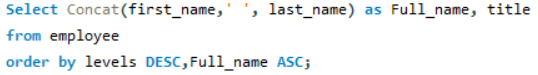 Select Concat(first_name,' ', last_name) as Full_name, title
from employee
order by levels DESC,Full_name ASC;